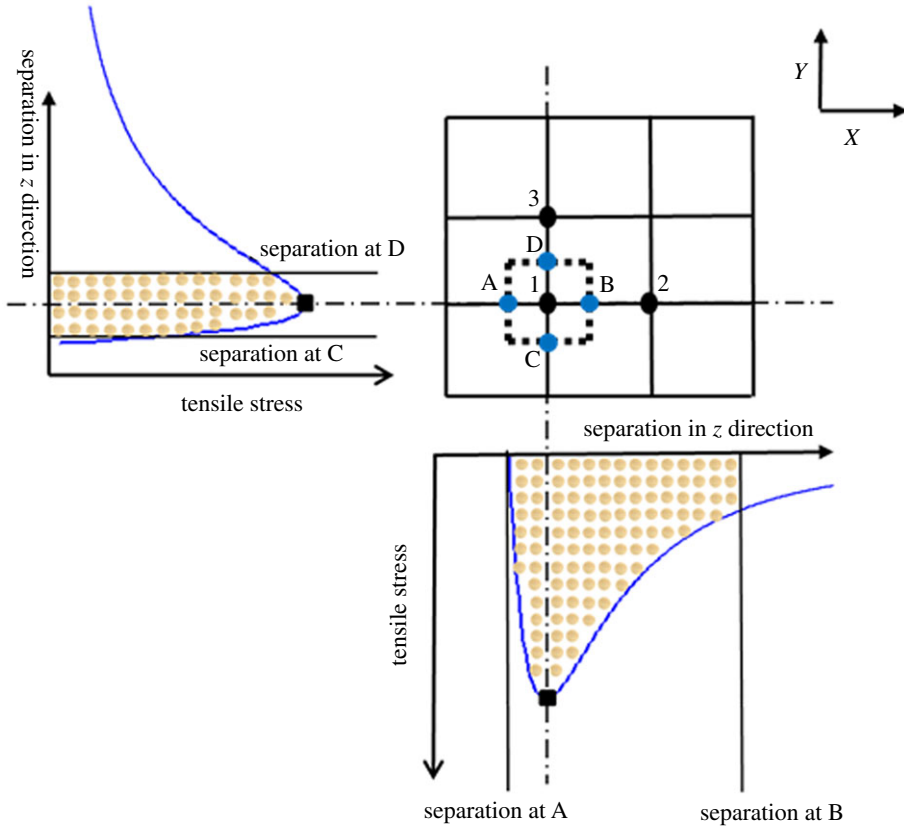 separation in z direction
separation at D
separation at C
tensile stress
Y
X
3
D
A
1
B
2
C
separation in z direction
tensile stress
separation at A
separation at B